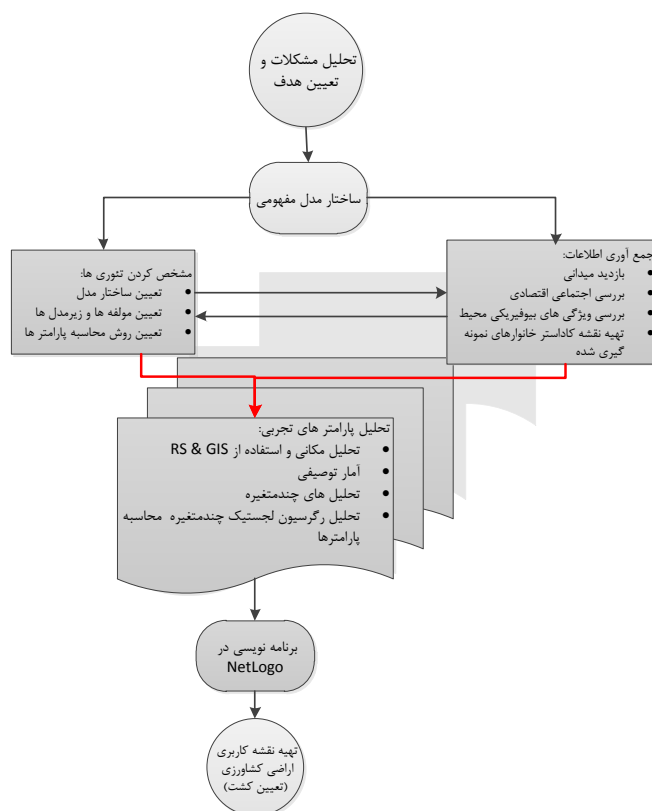 تحلیل مشکلات و
تعیین هدف
ساختار مدل مفهومی
جمع آوری اطلاعات:
بازدید میدانی
بررسی اجتماعی اقتصادی
بررسی ویژگی های بیوفیریکی محیط
تهیه نقشه کاداستر خانوارهای نمونه
گیری شده
مشخص کردن تئوری ها:
تعیین ساختار مدل
تعیین مولفه ها و زیرمدل ها
تعیین روش محاسبه پارامتر ها
تحلیل پارامتر های تجربی:
تحلیل مکانی و استفاده از RS & GIS
آمار توصیفی
تحلیل های چندمتغیره
تحلیل رگرسیون لجستیک چندمتغیره محاسبه
پارامترها
برنامه نویسی در
NetLogo
تهیه نقشه کاربری
اراضی کشاورزی
(تعیین کشت)